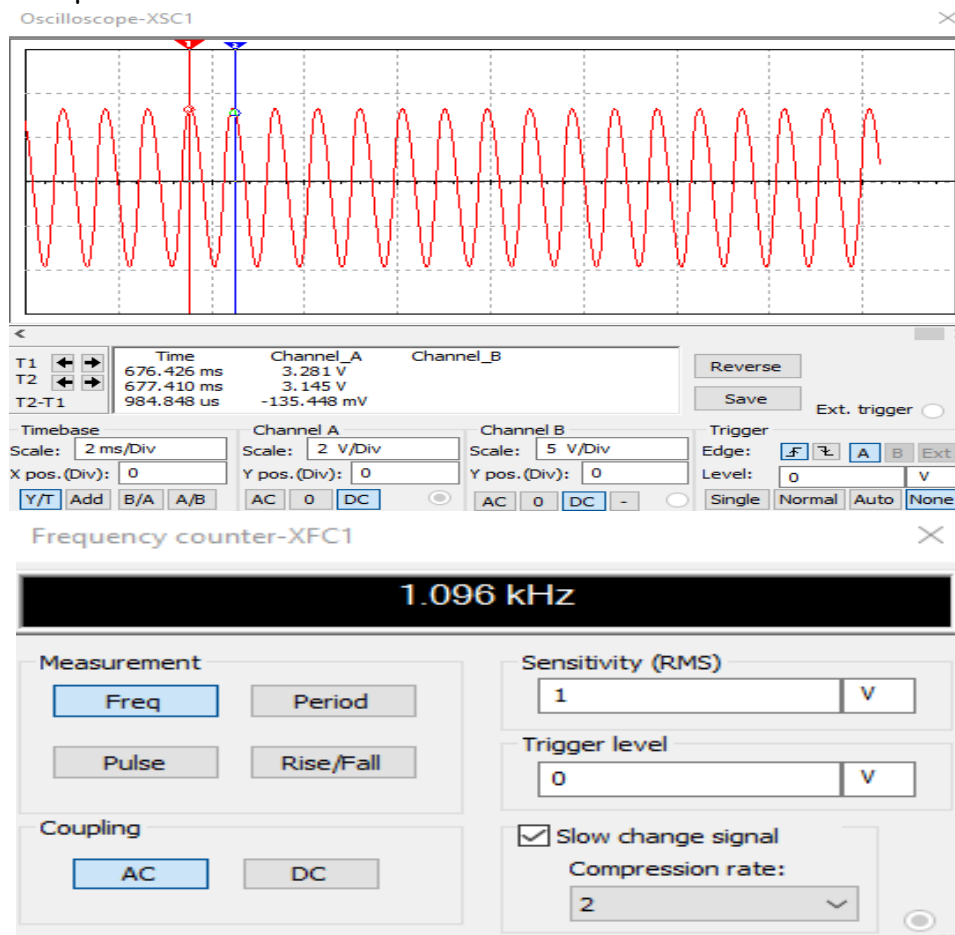 Oscilloscope-XSC1
1 2
Time Channel_A Channel_B
T1 676.426 ms 3.281 V
T2 677.410 ms 3.145 V
T2-T1 984.848 us -135.448 mV
Reverse
Save
Ext. trigger
Timebase Channel A Channel B Trigger
Scale: 2 ms/Div Scale: 2 V/Div Scale: 5 V/Div Edge: A B Ext
X pos.(Div): 0 Y pos.(Div): 0 Y pos.(Div): 0 Level: 0 V
Y/T Add B/A A/B AC 0 DC AC 0 DC - Single Normal Auto None
Frequency counter-XFC1
1.096 kHz
Measurement Sensitivity (RMS)
Freq Period 1 V
Trigger level
Pulse Rise/Fall 0 V
Coupling Slow change signal
AC DC Compression rate:
2